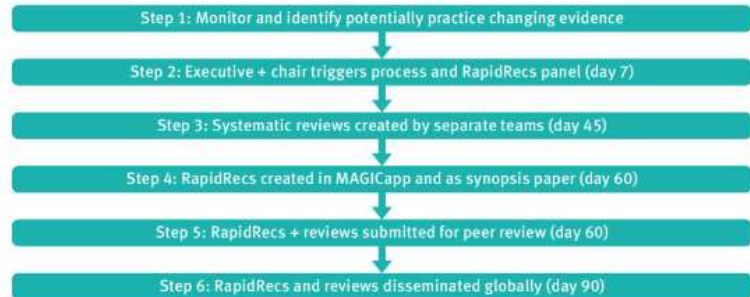 Step 1: Monitor and identify potentially practice changing evidence
Step 2: Executive + chair triggers process and RapidRecs panel (day 7)
Step 3: Systematic reviews created by separate teams (day 45)
Step 4: RapidRecs created in MAGICapp and as synopsis paper (day 60)
Step 5: RapidRecs + reviews submitted for peer review (day 60)
Step 6: RapidRecs and reviews disseminated globally (day 90)